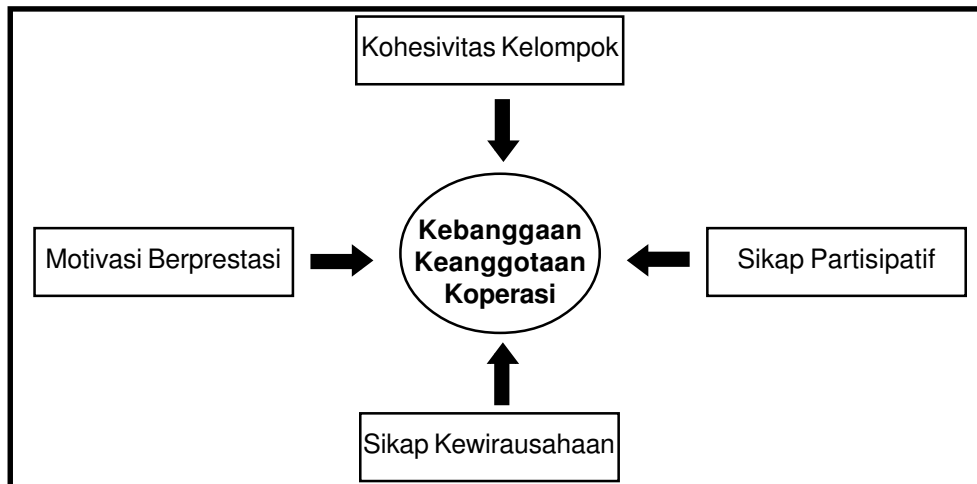 Kohesivitas Kelompok
Motivasi Berprestasi
Kebanggaan
Keanggotaan
Koperasi
Sikap Partisipatif
Sikap Kewirausahaan